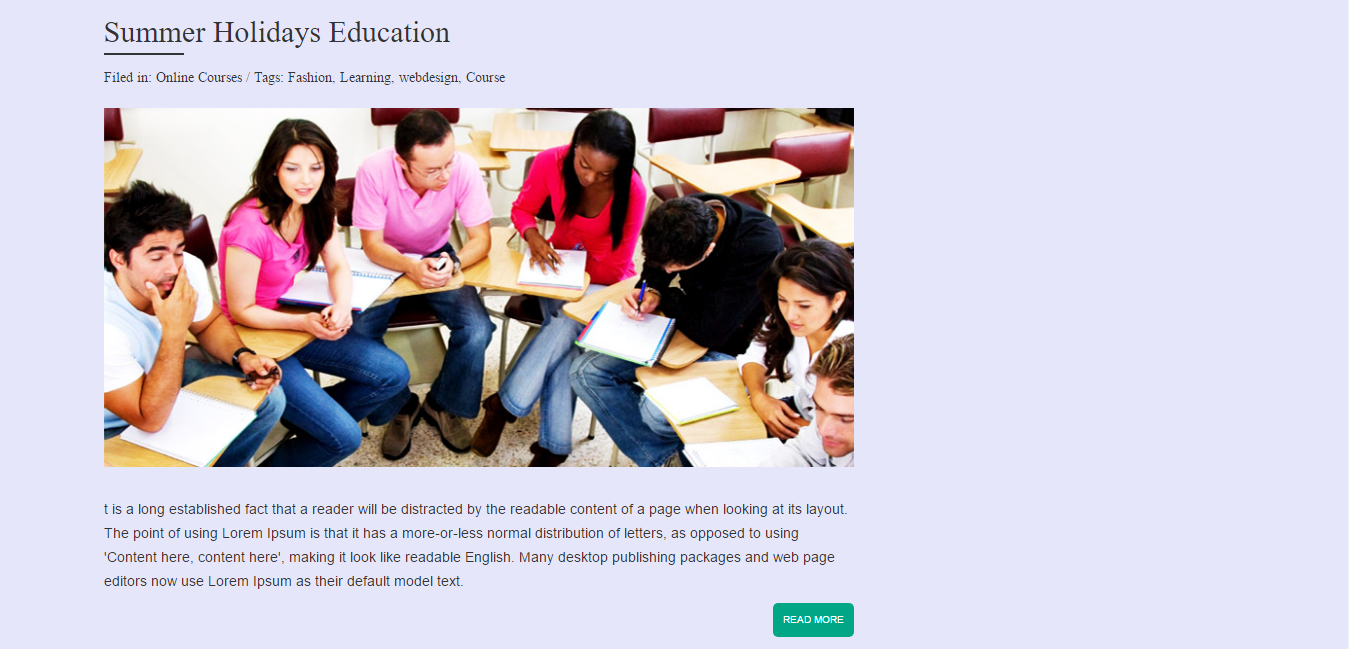 Summer Holidays Education
Filed in: Online Courses / Tags: Fashion, Learning, webdesign, Course
t is a long established fact that a reader will be distracted by the readable content of a page when looking at its layout.
The point of using Lorem Ipsum is that it has a more-or-less normal distribution of letters, as opposed to using
'Content here, content here', making it look like readable English. Many desktop publishing packages and web page
editors now use Lorem Ipsum as their default model text.
READ MORE